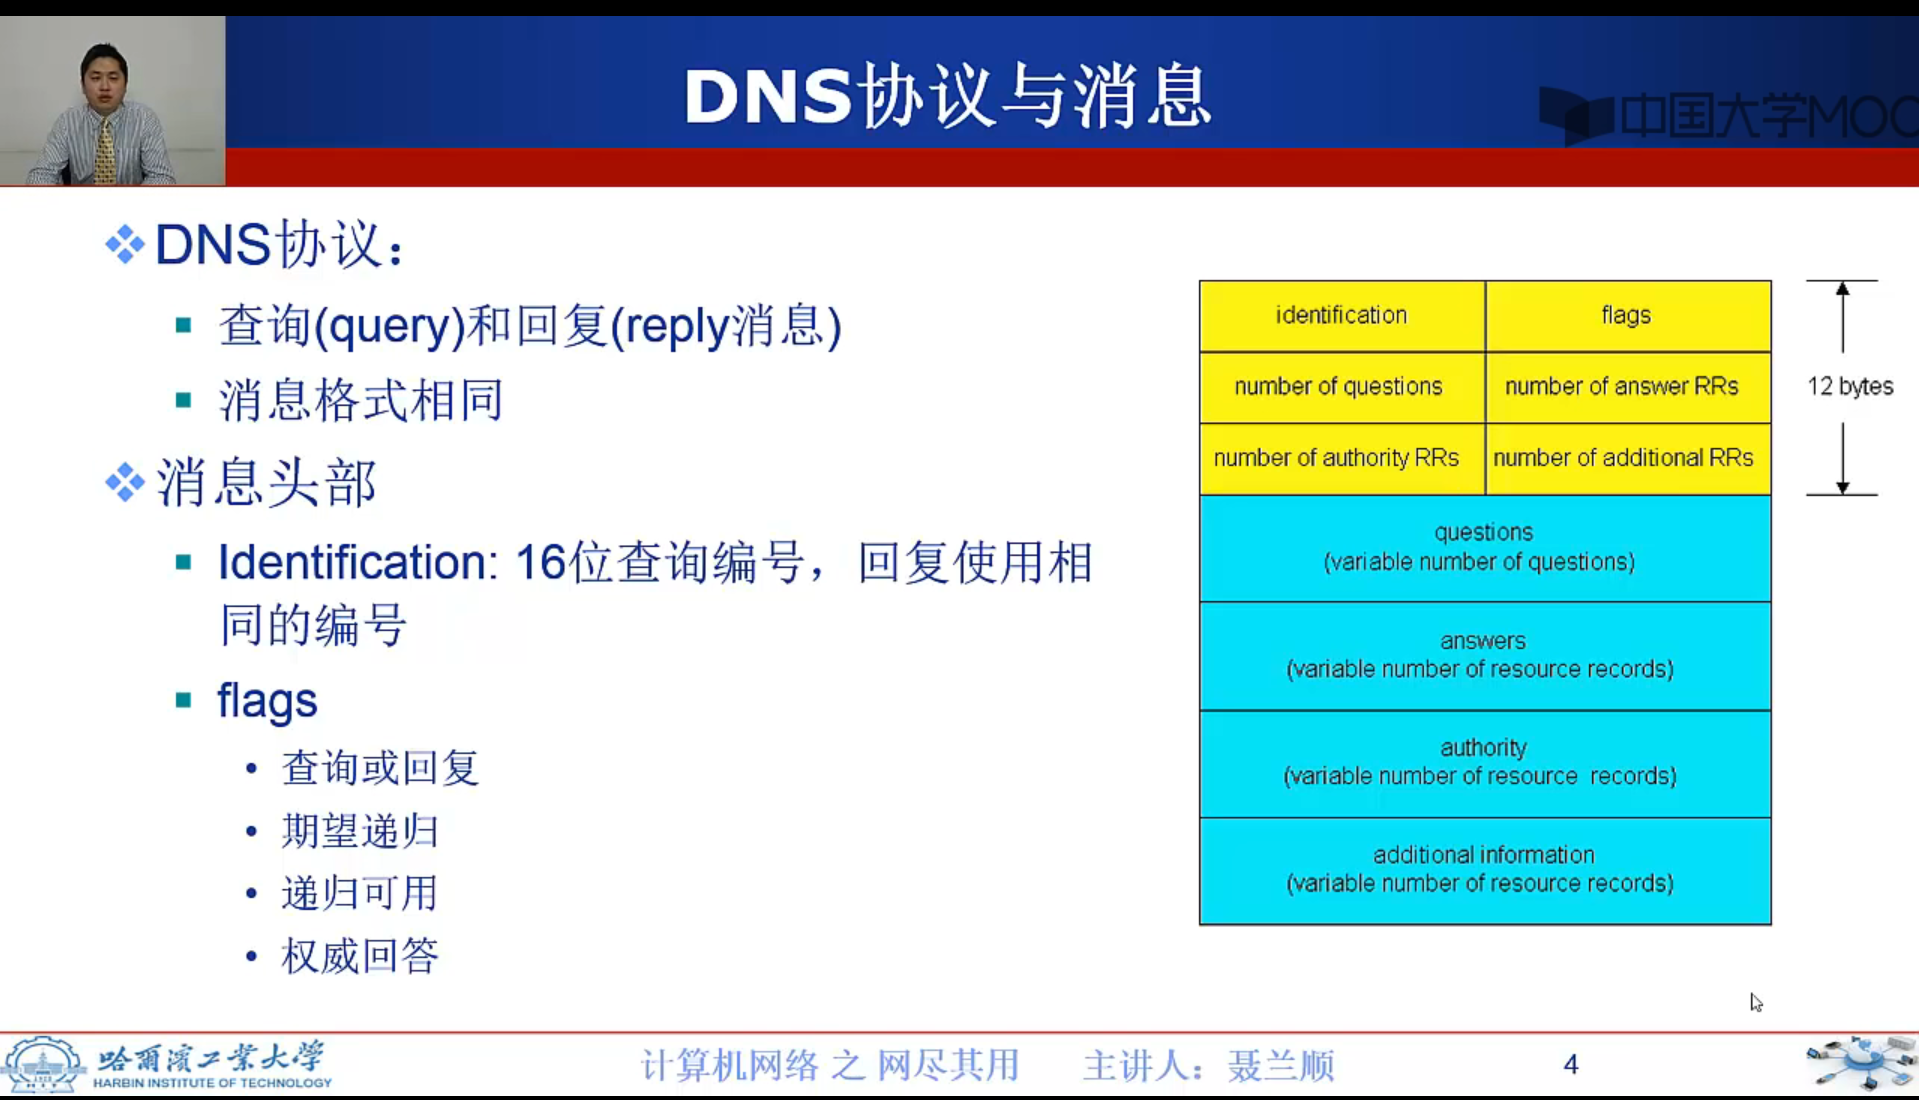 DNS协议与消息
中国大学MOO
DNS协议：
查询(query)和回复(reply消息)
消息格式相同
消息头部
Identification: 16位查询编号，回复使用相
同的编号
flags
查询或回复
期望递归
递归可用
权威回答
identification
flags
number of questions
number of answer RRs
number of authority RRs
number of additional RRs
12 bytes
questions
(variable number of questions)
answers
(variable number of resource records)
authority
(variable number of resource records)
additional information
(variable number of resource records)
哈爾濱工業大學
HARBIN INSTITUTE OF TECHNOLOGY
计算机网络 之 网尽其用
主讲人：聂兰顺
4